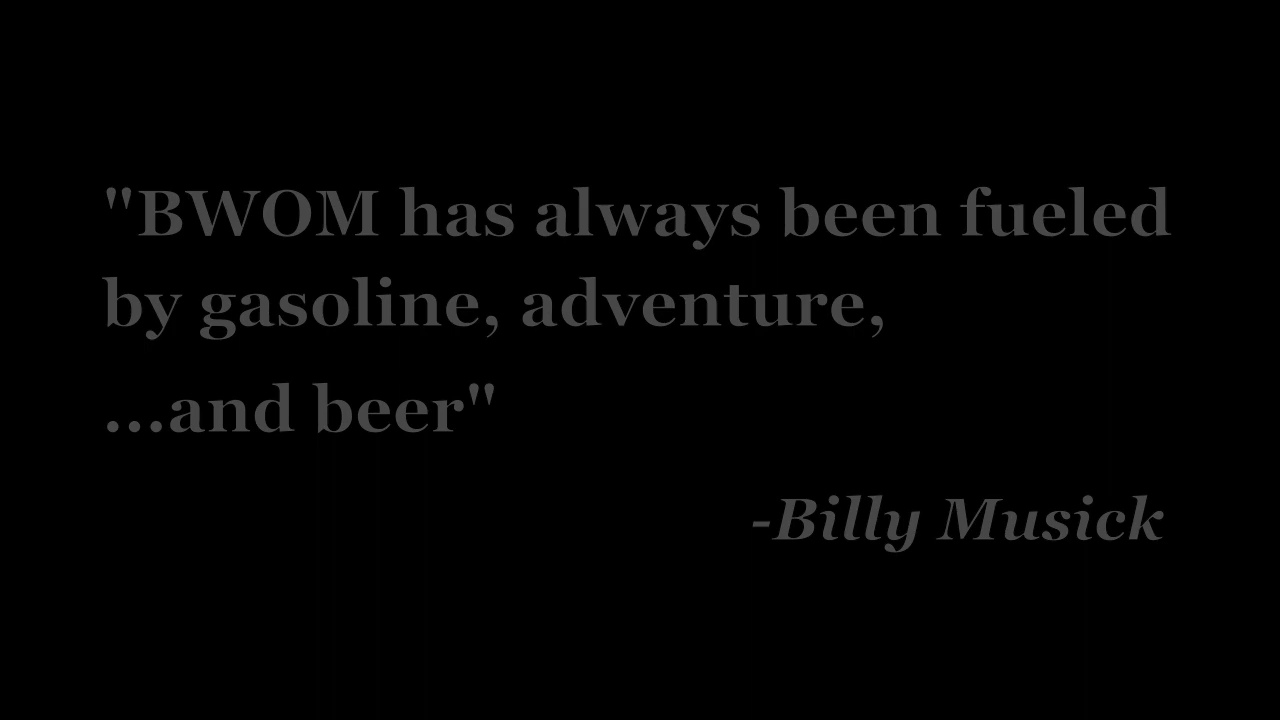 "BWOM has always been fueled
by gasoline, adventure,
...and beer"
-Billy Musick